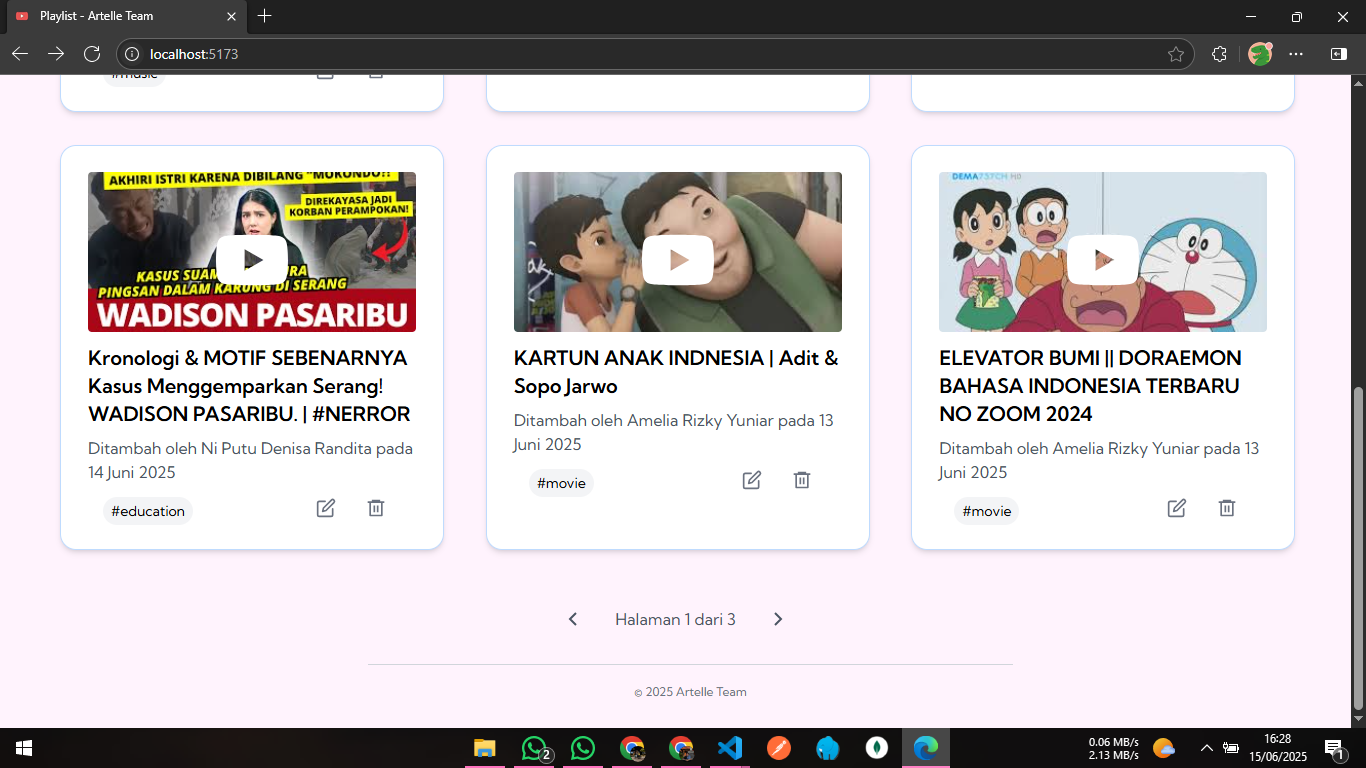 Playlist - Artelle Team
localhost:5173
#music
AKHIRI ISTRI KARENA DIBILANG "MOKONDO!!
DIREKAYASA JADI
KORBAN PERAMPOKAN!
PINGSAN DALAM KARUNG DI SERANG
WADISON PASARIBU
DEMA737CH HD
Kronologi & MOTIF SEBENARNYA
Kasus Menggemparkan Serang!
WADISON PASARIBU. | #NERROR
Ditambah oleh Ni Putu Denisa Randita pada
14 Juni 2025
#education
KARTUN ANAK INDNESIA | Adit &
Sopo Jarwo
Ditambah oleh Amelia Rizky Yuniar pada 13
Juni 2025
#movie
ELEVATOR BUMI || DORAEMON
BAHASA INDONESIA TERBARU
NO ZOOM 2024
Ditambah oleh Amelia Rizky Yuniar pada 13
Juni 2025
#movie
Halaman 1 dari 3
© 2025 Artelle Team
2
0.06 MB/s
2.13 MB/s
16:28
15/06/2025
1